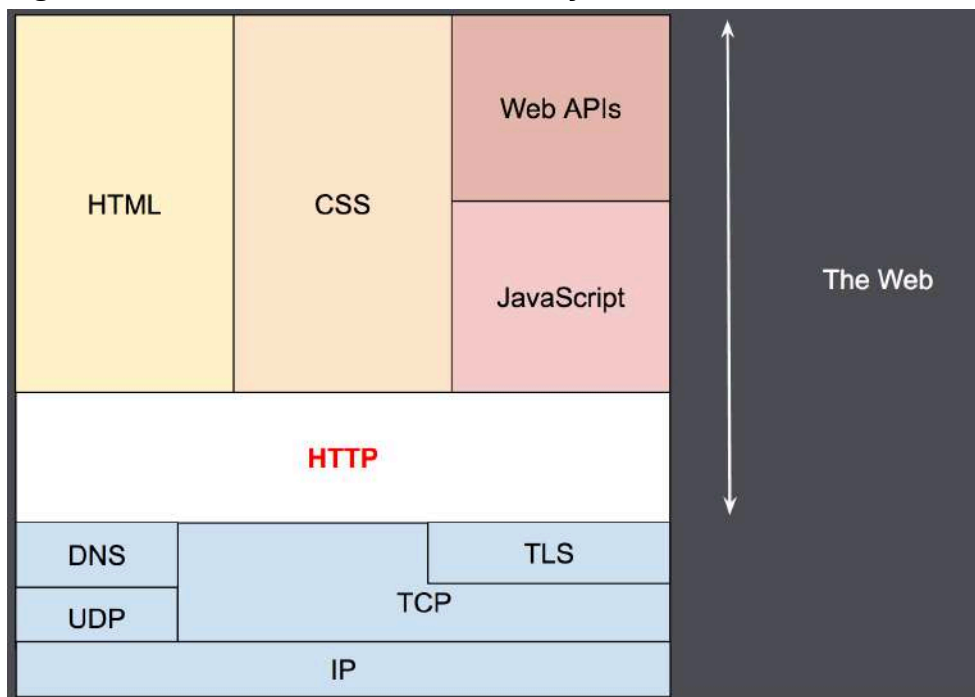 Web APIs
HTML
CSS
The Web
JavaScript
HTTP
DNS
TLS
TCP
UDP
IP